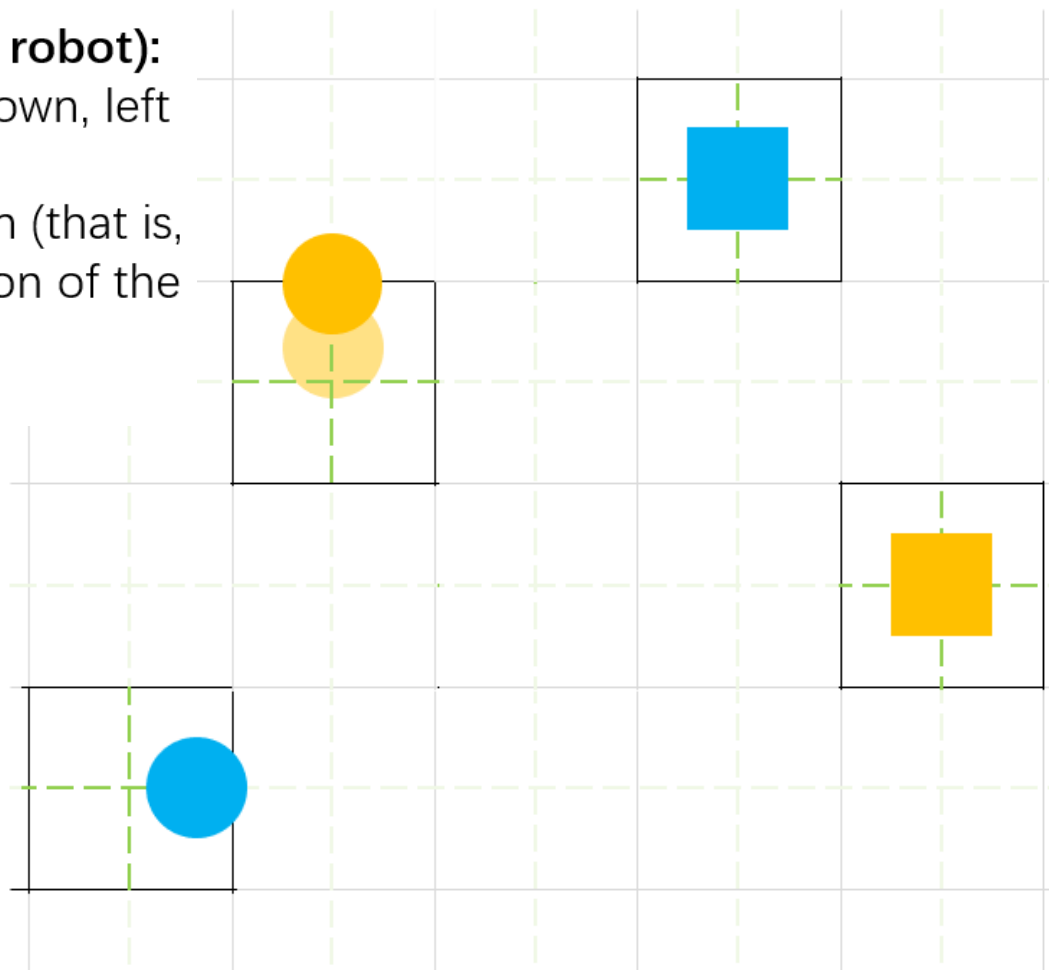 robot):
own, left
n (that is,
on of the